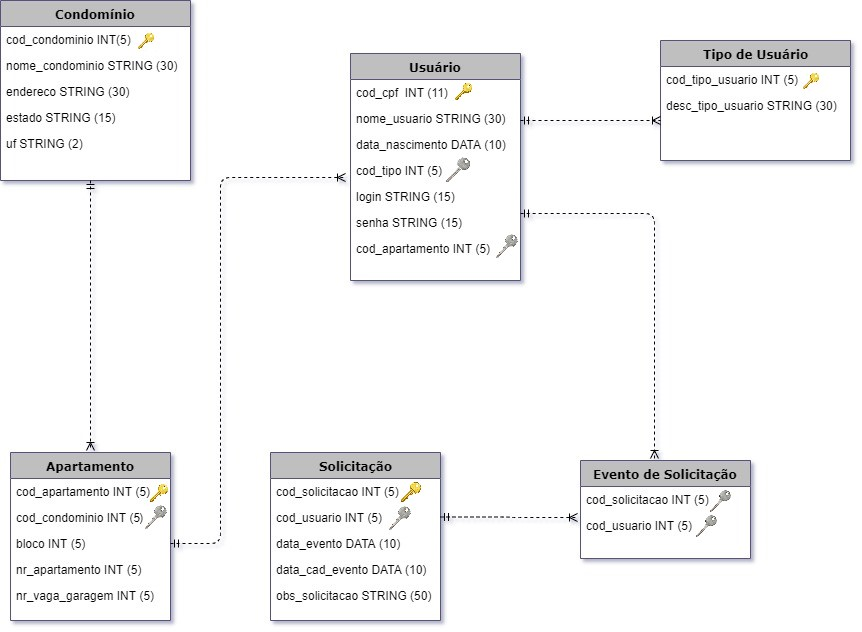 Condomínio
cod_condominio INT(5)
nome_condominio STRING (30)
endereco STRING (30)
estado STRING (15)
uf STRING (2)
Usuário
cod_cpf  INT (11)
nome_usuario STRING (30)
data_nascimento DATA (10)
cod_tipo INT (5)
login STRING (15)
senha STRING (15)
cod_apartamento INT (5)
Tipo de Usuário
cod_tipo_usuario INT (5)
desc_tipo_usuario STRING (30)
Apartamento
cod_apartamento INT (5)
cod_condominio INT (5)
bloco INT (5)
nr_apartamento INT (5)
nr_vaga_garagem INT (5)
Solicitação
cod_solicitacao INT (5)
cod_usuario INT (5)
data_evento DATA (10)
data_cad_evento DATA (10)
obs_solicitacao STRING (50)
Evento de Solicitação
cod_solicitacao INT (5)
cod_usuario INT (5)